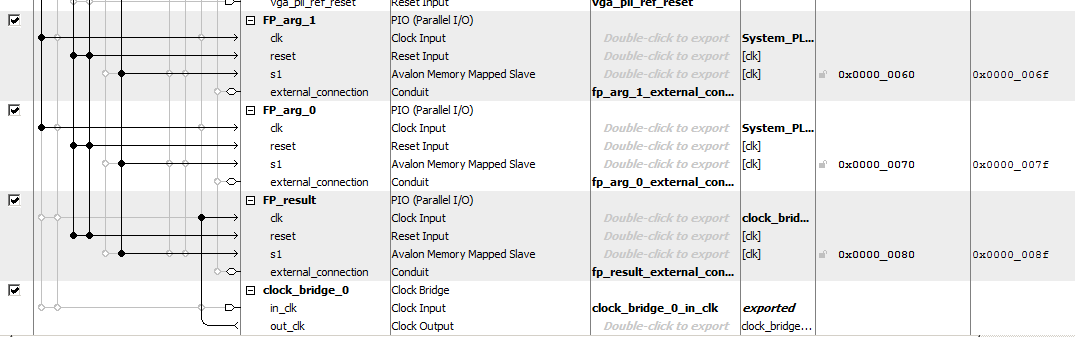 vga_pll_ref_reset Reset Input vga_pll_ref_reset
FP_arg_1 PIO (Parallel I/O)
clk Clock Input Double-click to export System_PL...
reset Reset Input Double-click to export [clk]
s1 Avalon Memory Mapped Slave Double-click to export [clk] 0x0000_0060 0x0000_006f
external_connection Conduit fp_arg_1_external_con...
FP_arg_0 PIO (Parallel I/O)
clk Clock Input Double-click to export System_PL...
reset Reset Input Double-click to export [clk]
s1 Avalon Memory Mapped Slave Double-click to export [clk] 0x0000_0070 0x0000_007f
external_connection Conduit fp_arg_0_external_con...
FP_result PIO (Parallel I/O)
clk Clock Input Double-click to export clock_brid...
reset Reset Input Double-click to export [clk]
s1 Avalon Memory Mapped Slave Double-click to export [clk] 0x0000_0080 0x0000_008f
external_connection Conduit fp_result_external_con...
clock_bridge_0 Clock Bridge
in_clk Clock Input clock_bridge_0_in_clk exported
out_clk Clock Output Double-click to export clock_bridge...